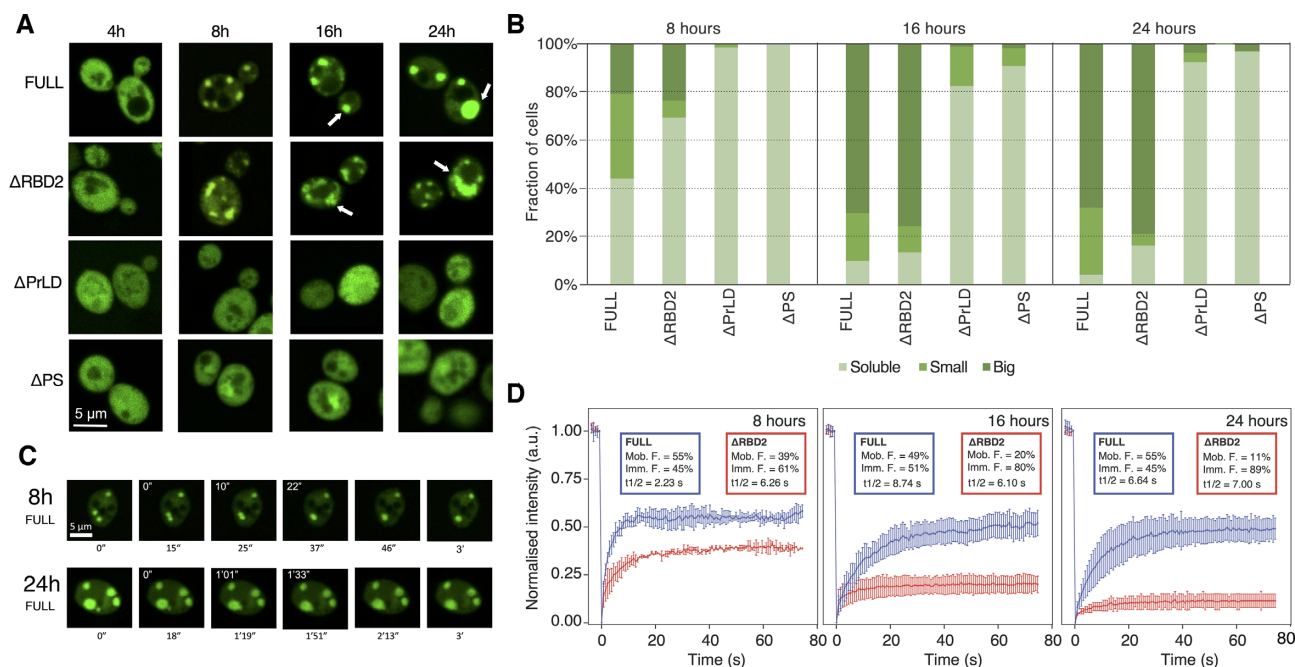 A
4h
8h
16h
24h
FULL
ΔRBD2
ΔPrLD
ΔPS
5 µm
B
8 hours
16 hours
24 hours
Fraction of cells
100%
80%
60%
40%
20%
0%
FULL
ΔRBD2
ΔPrLD
ΔPS
FULL
ΔRBD2
ΔPrLD
ΔPS
FULL
ΔRBD2
ΔPrLD
ΔPS
Soluble
Small
Big
C
8h
FULL
5 µm
0”
10”
22”
0”
15”
25”
37”
46”
3’
24h
FULL
0”
1’01”
1’33”
0”
18”
1’19”
1’51”
2’13”
3’
D
Normalised intensity (a.u.)
1.00
0.75
0.50
0.25
0.00
8 hours
FULL
Mob. F. = 55%
Imm. F. = 45%
t1/2 = 2.23 s
ΔRBD2
Mob. F. = 39%
Imm. F. = 61%
t1/2 = 6.26 s
0
20
40
60
80
Time (s)
16 hours
FULL
Mob. F. = 49%
Imm. F. = 51%
t1/2 = 8.74 s
ΔRBD2
Mob. F. = 20%
Imm. F. = 80%
t1/2 = 6.10 s
0
20
40
60
80
Time (s)
24 hours
FULL
Mob. F. = 55%
Imm. F. = 45%
t1/2 = 6.64 s
ΔRBD2
Mob. F. = 11%
Imm. F. = 89%
t1/2 = 7.00 s
0
20
40
60
80
Time (s)